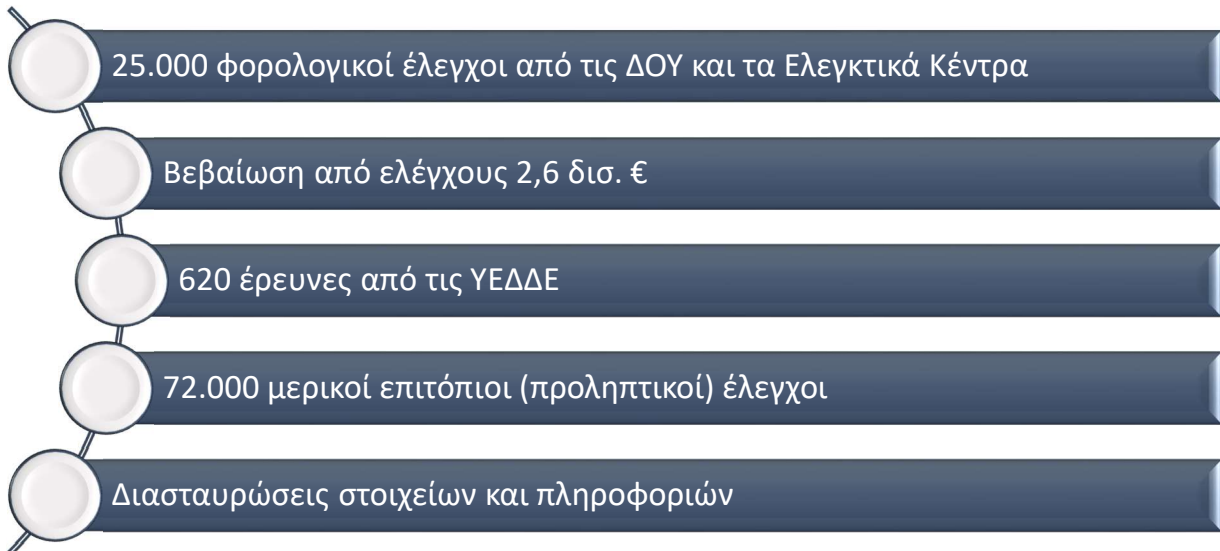 25.000 φορολογικοί έλεγχοι από τις ΔΟΥ και τα Ελεγκτικά Κέντρα
Βεβαίωση από ελέγχους 2,6 δισ. €
620 έρευνες από τις ΥΕΔΔΕ
72.000 μερικοί επιτόπιοι (προληπτικοί) έλεγχοι
Διασταυρώσεις στοιχείων και πληροφοριών